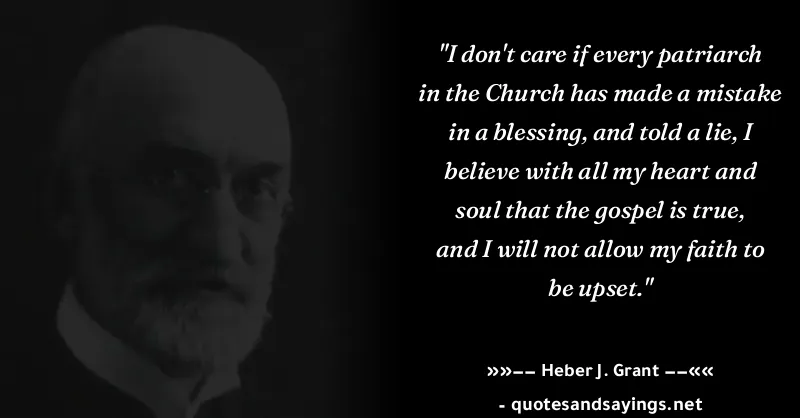 "I don't care if every patriarch
in the Church has made a mistake
in a blessing, and told a lie, I
believe with all my heart and
soul that the gospel is true,
and I will not allow my faith to
be upset."
»»-- Heber J. Grant --««
- quotesandsayings.net